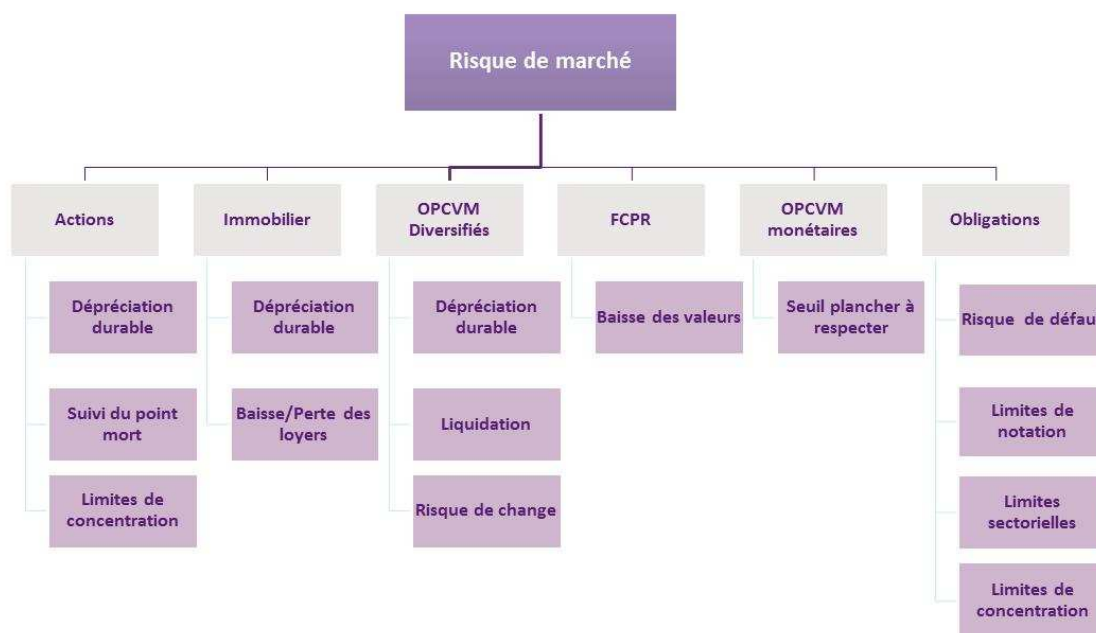 Risque de marché
Actions
Immobilier
OPCVM
Diversifiés
FCPR
OPCVM
monétaires
Obligations
Dépréciation
durable
Suivi du point
mort
Limites de
concentration
Dépréciation
durable
Baisse/Perte des
loyers
Dépréciation
durable
Liquidation
Risque de change
Baisse des valeurs
Seuil plancher à
respecter
Risque de défau
Limites de
notation
Limites
sectorielles
Limites de
concentration